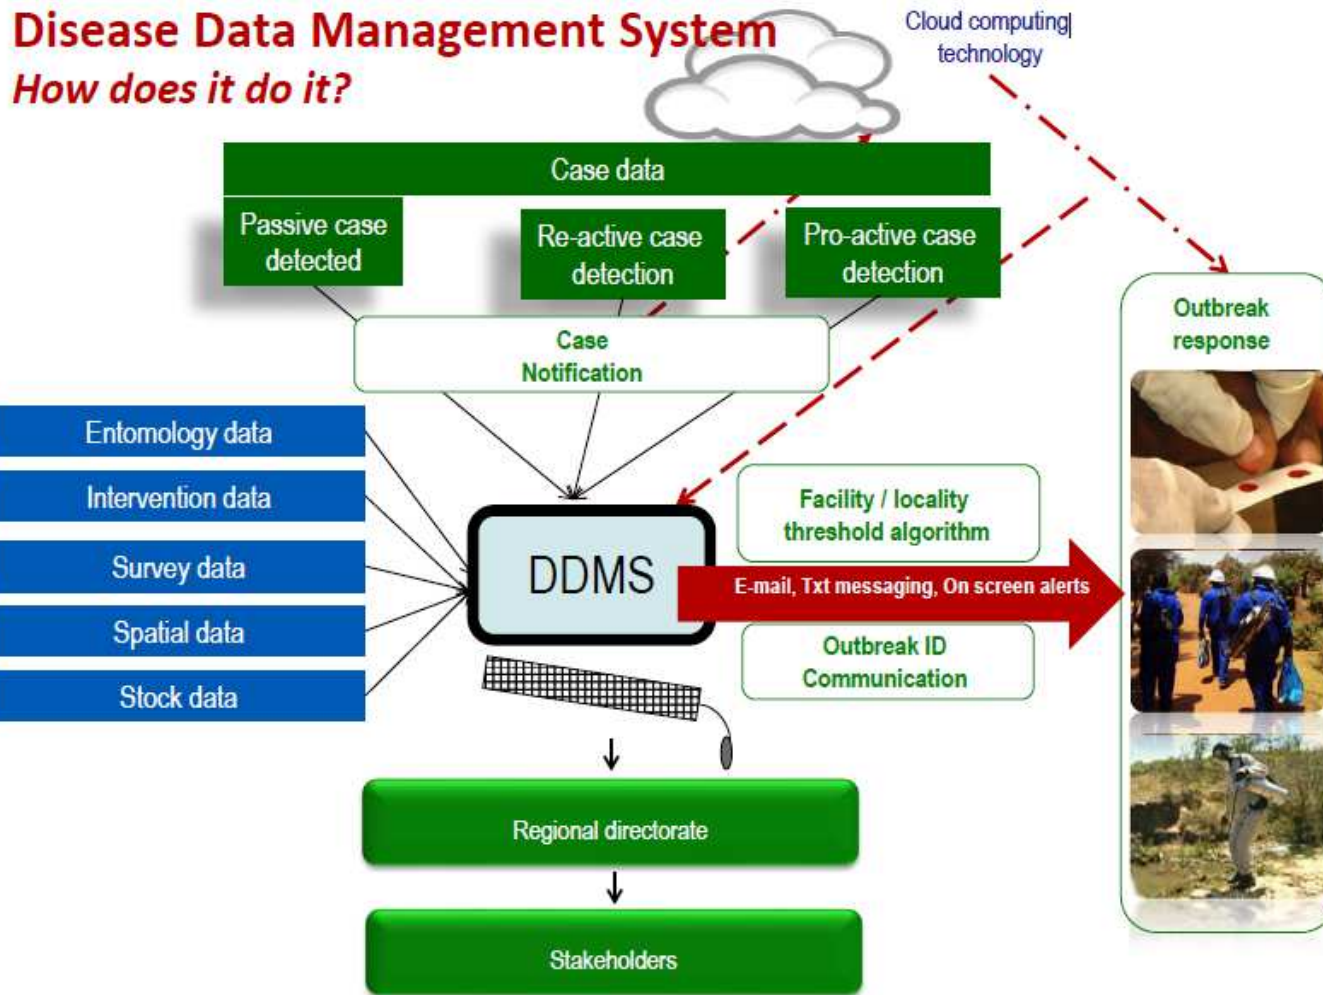 Disease Data Management System
How does it do it?
Cloud computing
technology
Case data
Passive case
detected
Re-active case
detection
Pro-active case
detection
Case
Notification
Outbreak
response
Entomology data
Intervention data
Survey data
Spatial data
Stock data
DDMS
Facility / locality
threshold algorithm
E-mail, Txt messaging, On screen alerts
Outbreak ID
Communication
Regional directorate
Stakeholders